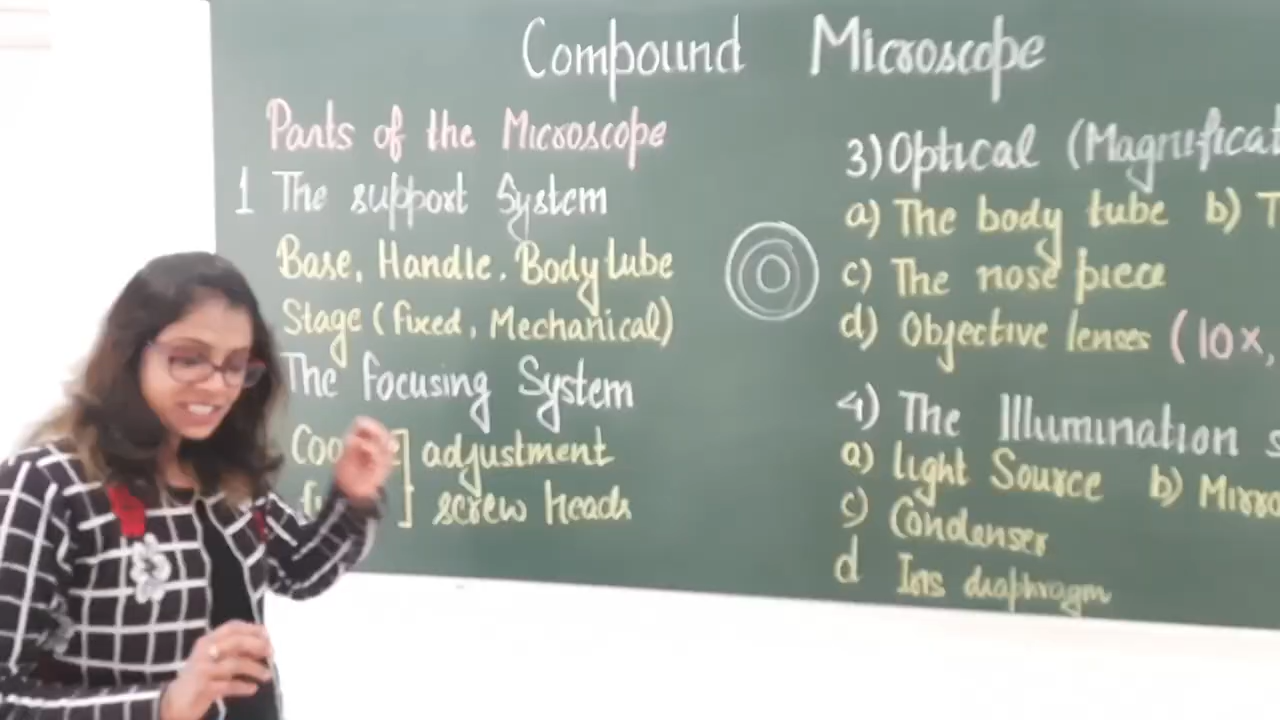 Compound Microscope
Parts of the Microscope
1 The support System
Base, Handle, Body tube
Stage (fixed, Mechanical)
The focusing System
adjustment
screw heads
3) Optical (Magnificat
a) The body tube b) T
c) The nose piece
d) Objective lenses (10x,
4) The Illumination s
a) light Source b) Mirro
c) Condenser
d Iris diaphragm